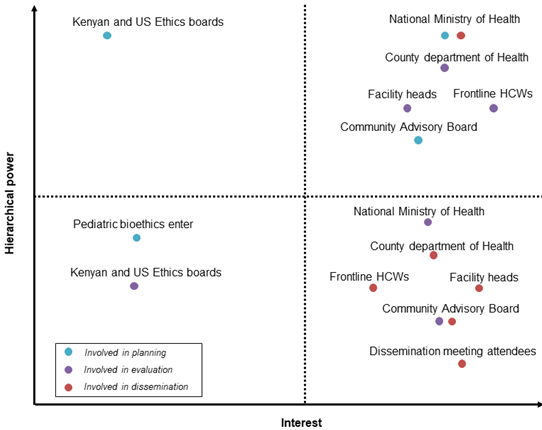 Kenyan and US Ethics boards
National Ministry of Health
County department of Health
Facility heads
Frontline HCWs
Community Advisory Board
Hierarchical power
Pediatric bioethics enter
Kenyan and US Ethics boards
National Ministry of Health
County department of Health
Frontline HCWs
Facility heads
Community Advisory Board
Dissemination meeting attendees
Involved in planning
Involved in evaluation
Involved in dissemination
Interest